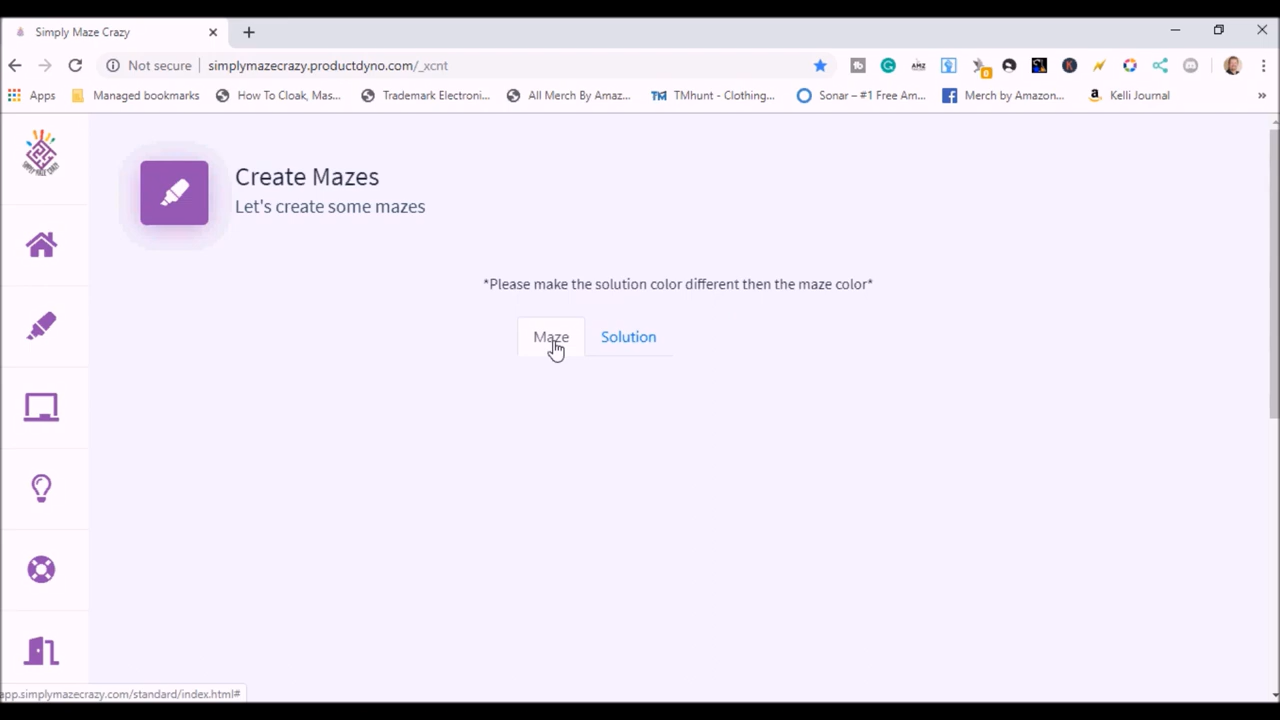 Simply Maze Crazy
Not secure simplymazecrazy.productdyno.com/_xcnt
Apps Managed bookmarks How To Cloak, Mas... Trademark Electroni... All Merch By Amaz... TMhunt - Clothing,... Sonar – #1 Free Am... Merch by Amazon... Kelli Journal »
SIMPLY MAZE CRAZY
Create Mazes
Let's create some mazes
*Please make the solution color different then the maze color*
Maze Solution
app.simplymazecrazy.com/standard/index.html#